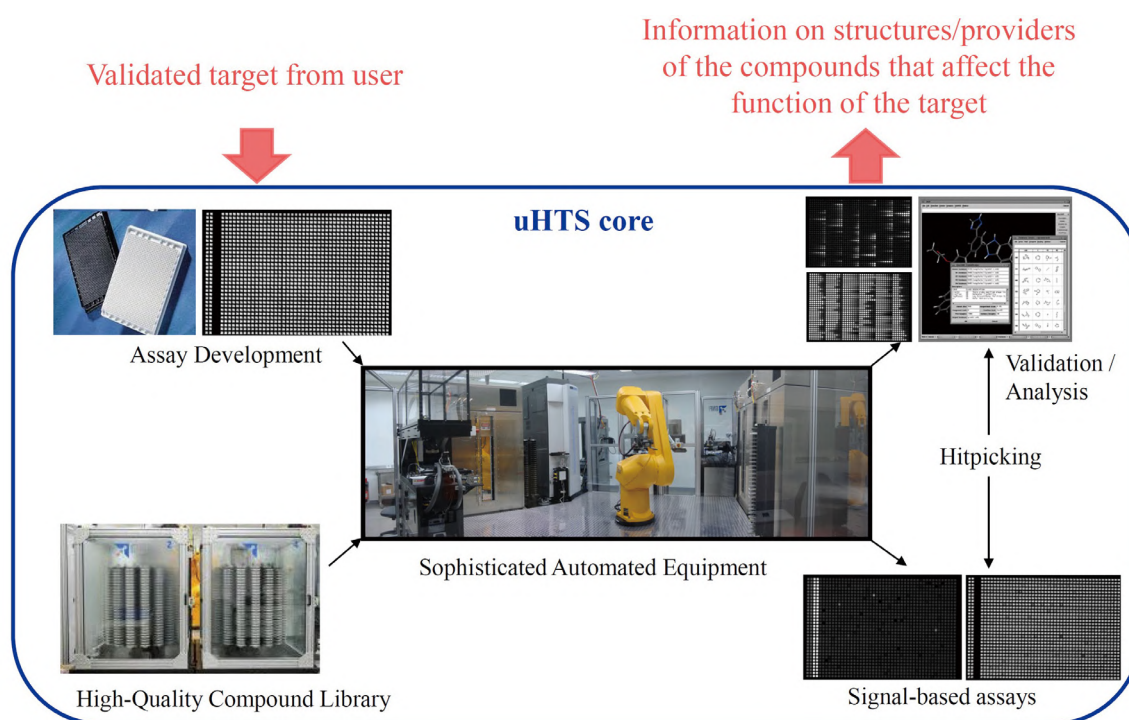 Validated target from user
Information on structures/providers
of the compounds that affect the
function of the target
uHTS core
Assay Development
Validation /
Analysis
Hitpicking
Sophisticated Automated Equipment
High-Quality Compound Library
Signal-based assays